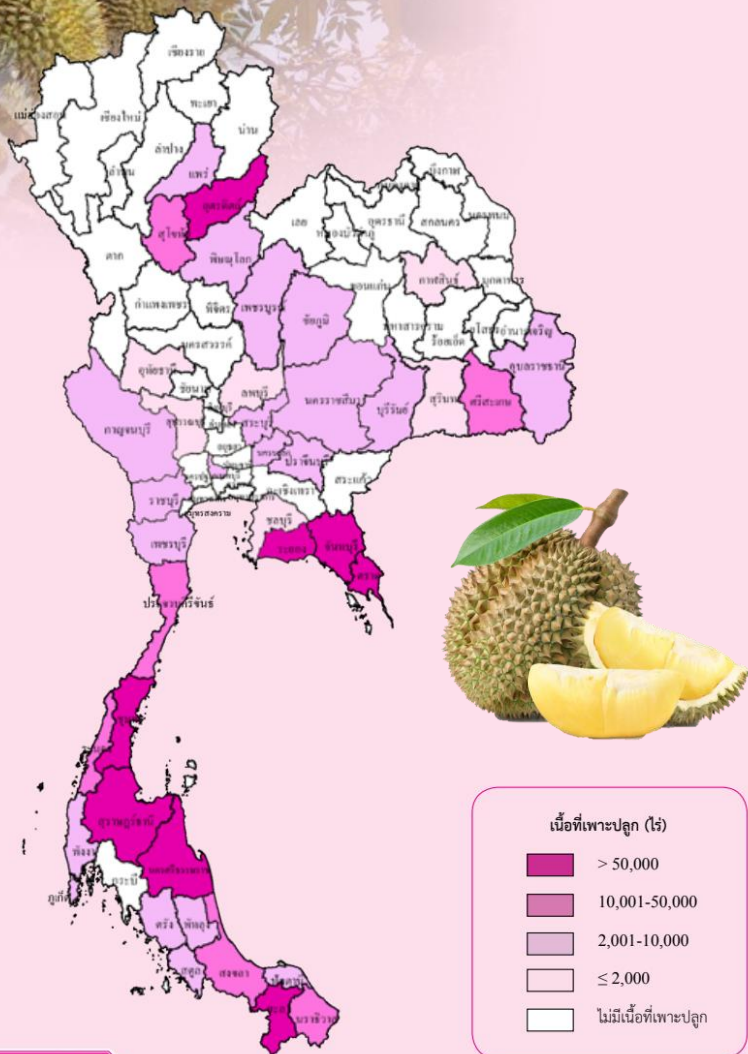 เชียงราย
แม่ฮ่องสอน
เชียงใหม่
พะเยา
น่าน
ลำปาง
ลำพูน
แพร่
อุตรดิตถ์
สุโขทัย
ตาก
พิษณุโลก
เลย
อุดรธานี
บึงกาฬ
สกลนคร
นครพนม
ขอนแก่น
กาฬสินธุ์
มุกดาหาร
กำแพงเพชร
พิจิตร
เพชรบูรณ์
ชัยภูมิ
มหาสารคาม
ร้อยเอ็ด
ยโสธร
อำนาจเจริญ
อุบลราชธานี
นครสวรรค์
อุทัยธานี
ชัยนาท
ลพบุรี
นครราชสีมา
บุรีรัมย์
สุรินทร์
ศรีสะเกษ
กาญจนบุรี
สุพรรณบุรี
สระบุรี
นครนายก
ปราจีนบุรี
สระแก้ว
ฉะเชิงเทรา
ราชบุรี
สมุทรสงคราม
เพชรบุรี
ชลบุรี
ระยอง
จันทบุรี
ตราด
ประจวบคีรีขันธ์
ชุมพร
ระนอง
สุราษฎร์ธานี
พังงา
นครศรีธรรมราช
กระบี่
ภูเก็ต
ตรัง
พัทลุง
สตูล
สงขลา
ปัตตานี
ยะลา
นราธิวาส
เนื้อที่เพาะปลูก (ไร่)
> 50,000
10,001-50,000
2,001-10,000
≤ 2,000
ไม่มีเนื้อที่เพาะปลูก